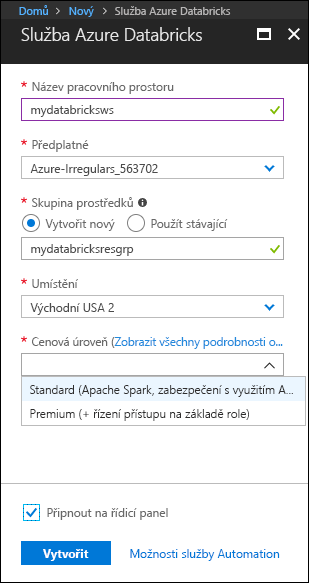 Domů > Nový > Služba Azure Databricks
Služba Azure Databricks
* Název pracovního prostoru
mydatabricksws
* Předplatné
Azure-Irregulars_563702
* Skupina prostředků
Vytvořit nový Použít stávající
mydatabricksresgrp
* Umístění
Východní USA 2
* Cenová úroveň (Zobrazit všechny podrobnosti o...
Standard (Apache Spark, zabezpečení s využitím A...
Premium (+ řízení přístupu na základě role)
Připnout na řídicí panel
Vytvořit Možnosti služby Automation